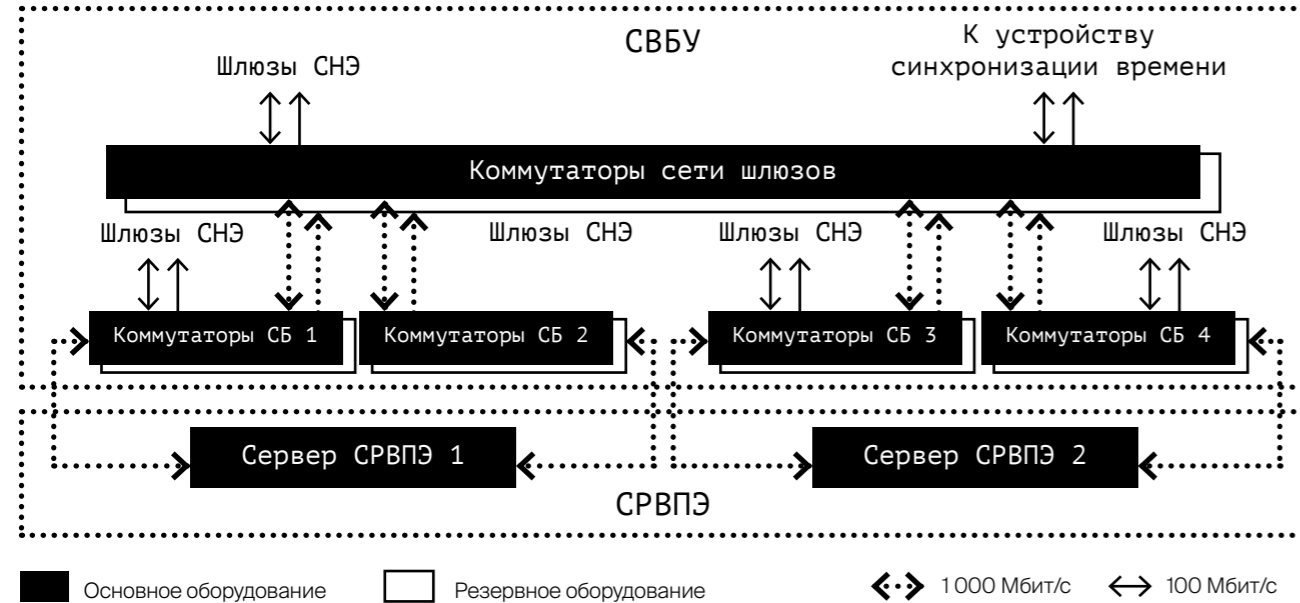 СВБУ
К устройству
синхронизации времени
Шлюзы СНЭ
Коммутаторы сети шлюзов
Шлюзы СНЭ
Шлюзы СНЭ
Шлюзы СНЭ
Шлюзы СНЭ
Коммутаторы СБ 1
Коммутаторы СБ 2
Коммутаторы СБ 3
Коммутаторы СБ 4
Сервер СРВПЭ 1
Сервер СРВПЭ 2
СРВПЭ
Основное оборудование
Резервное оборудование
1 000 Мбит/с
100 Мбит/с